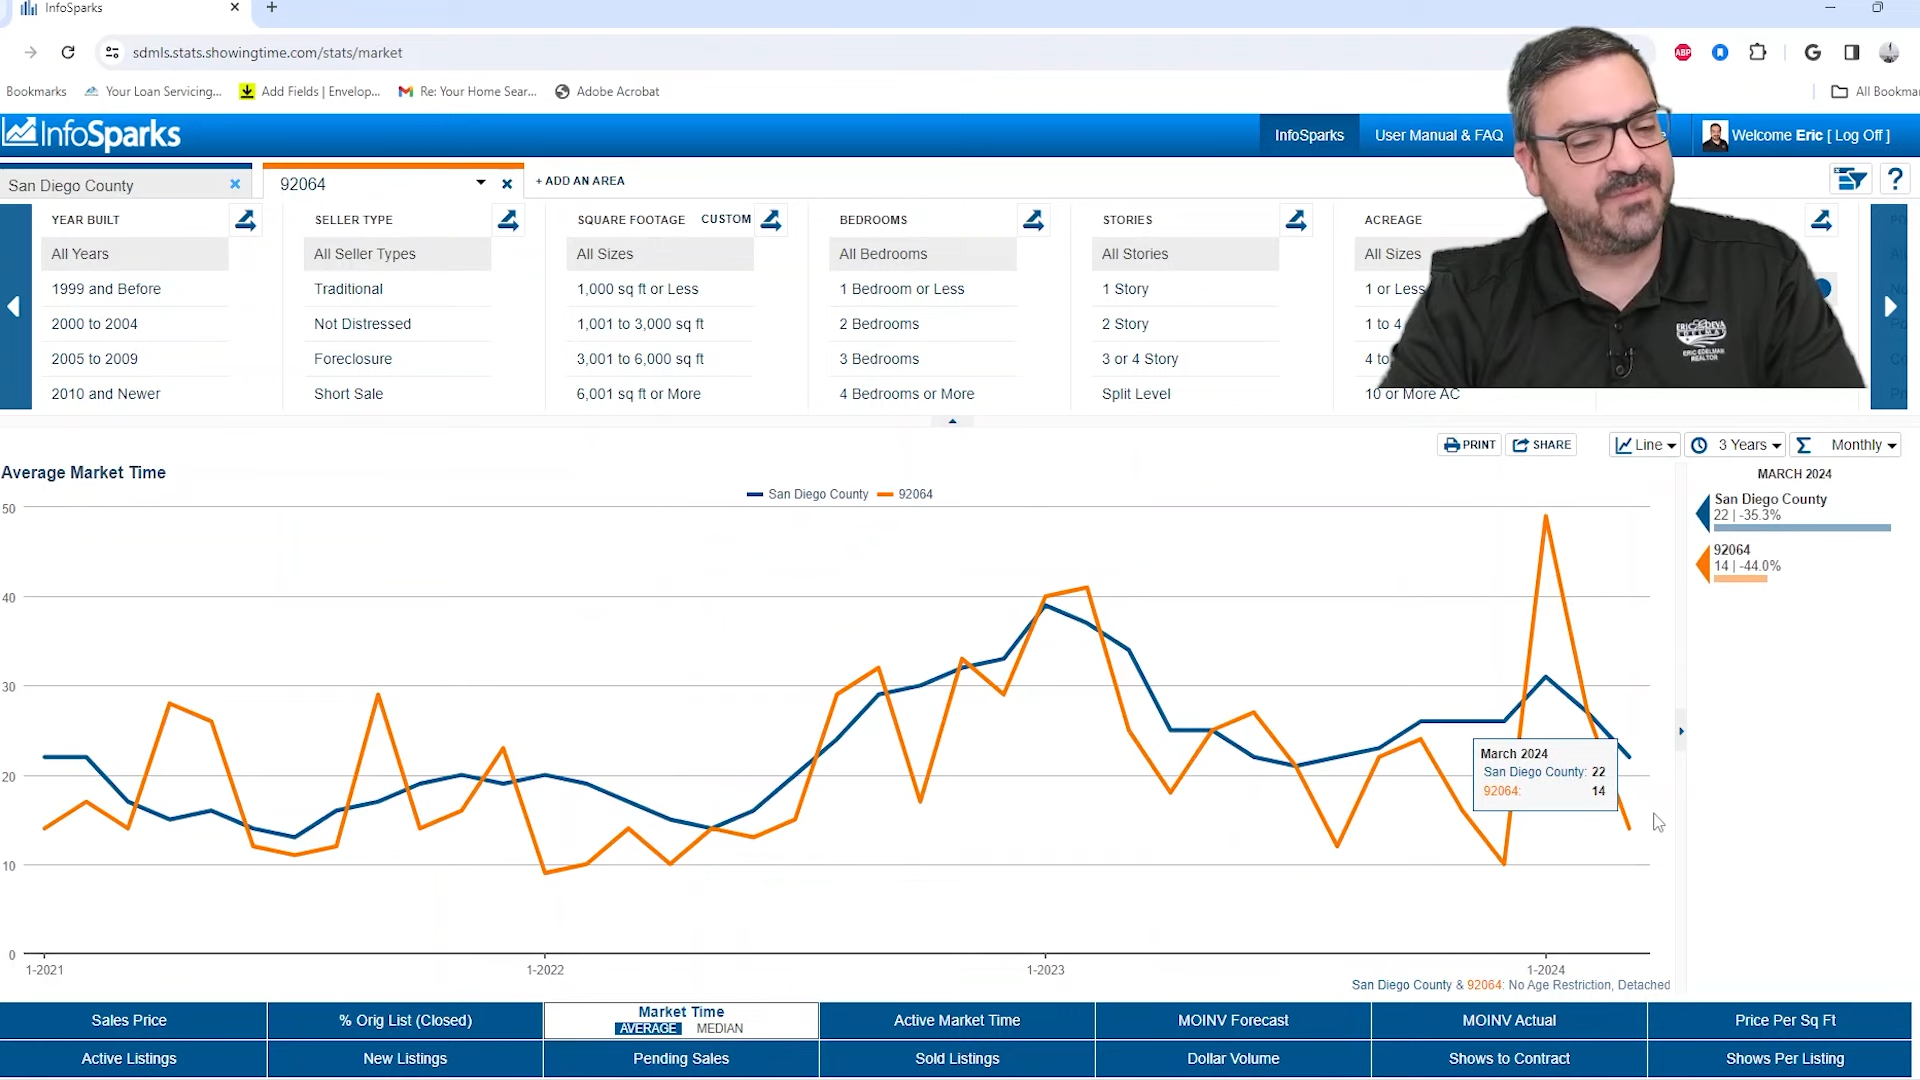 InfoSparks
sdmls.stats.showingtime.com/stats/market
ABP
Bookmarks
Your Loan Servicing...
Add Fields | Envelop...
Re: Your Home Sear...
Adobe Acrobat
All Bookma
InfoSparks
InfoSparks
User Manual & FAQ
Welcome Eric [ Log Off ]
San Diego County
92064
+ ADD AN AREA
?
YEAR BUILT
All Years
1999 and Before
2000 to 2004
2005 to 2009
2010 and Newer
SELLER TYPE
All Seller Types
Traditional
Not Distressed
Foreclosure
Short Sale
SQUARE FOOTAGE CUSTOM
All Sizes
1,000 sq ft or Less
1,001 to 3,000 sq ft
3,001 to 6,000 sq ft
6,001 sq ft or More
BEDROOMS
All Bedrooms
1 Bedroom or Less
2 Bedrooms
3 Bedrooms
4 Bedrooms or More
STORIES
All Stories
1 Story
2 Story
3 or 4 Story
Split Level
ACREAGE
All Sizes
1 or Less
1 to 4
4 to
10 or More AC
ERIC EDELMAN
REALTOR
PRINT
SHARE
Line
3 Years
Monthly
Average Market Time
San Diego County
92064
50
40
30
20
10
0
1-2021
1-2022
1-2023
1-2024
March 2024
San Diego County: 22
92064: 14
MARCH 2024
San Diego County
22 | -35.3%
92064
14 | -44.0%
San Diego County & 92064: No Age Restriction, Detached
Sales Price
% Orig List (Closed)
Market Time
AVERAGE MEDIAN
Active Market Time
MOINV Forecast
MOINV Actual
Price Per Sq Ft
Active Listings
New Listings
Pending Sales
Sold Listings
Dollar Volume
Shows to Contract
Shows Per Listing